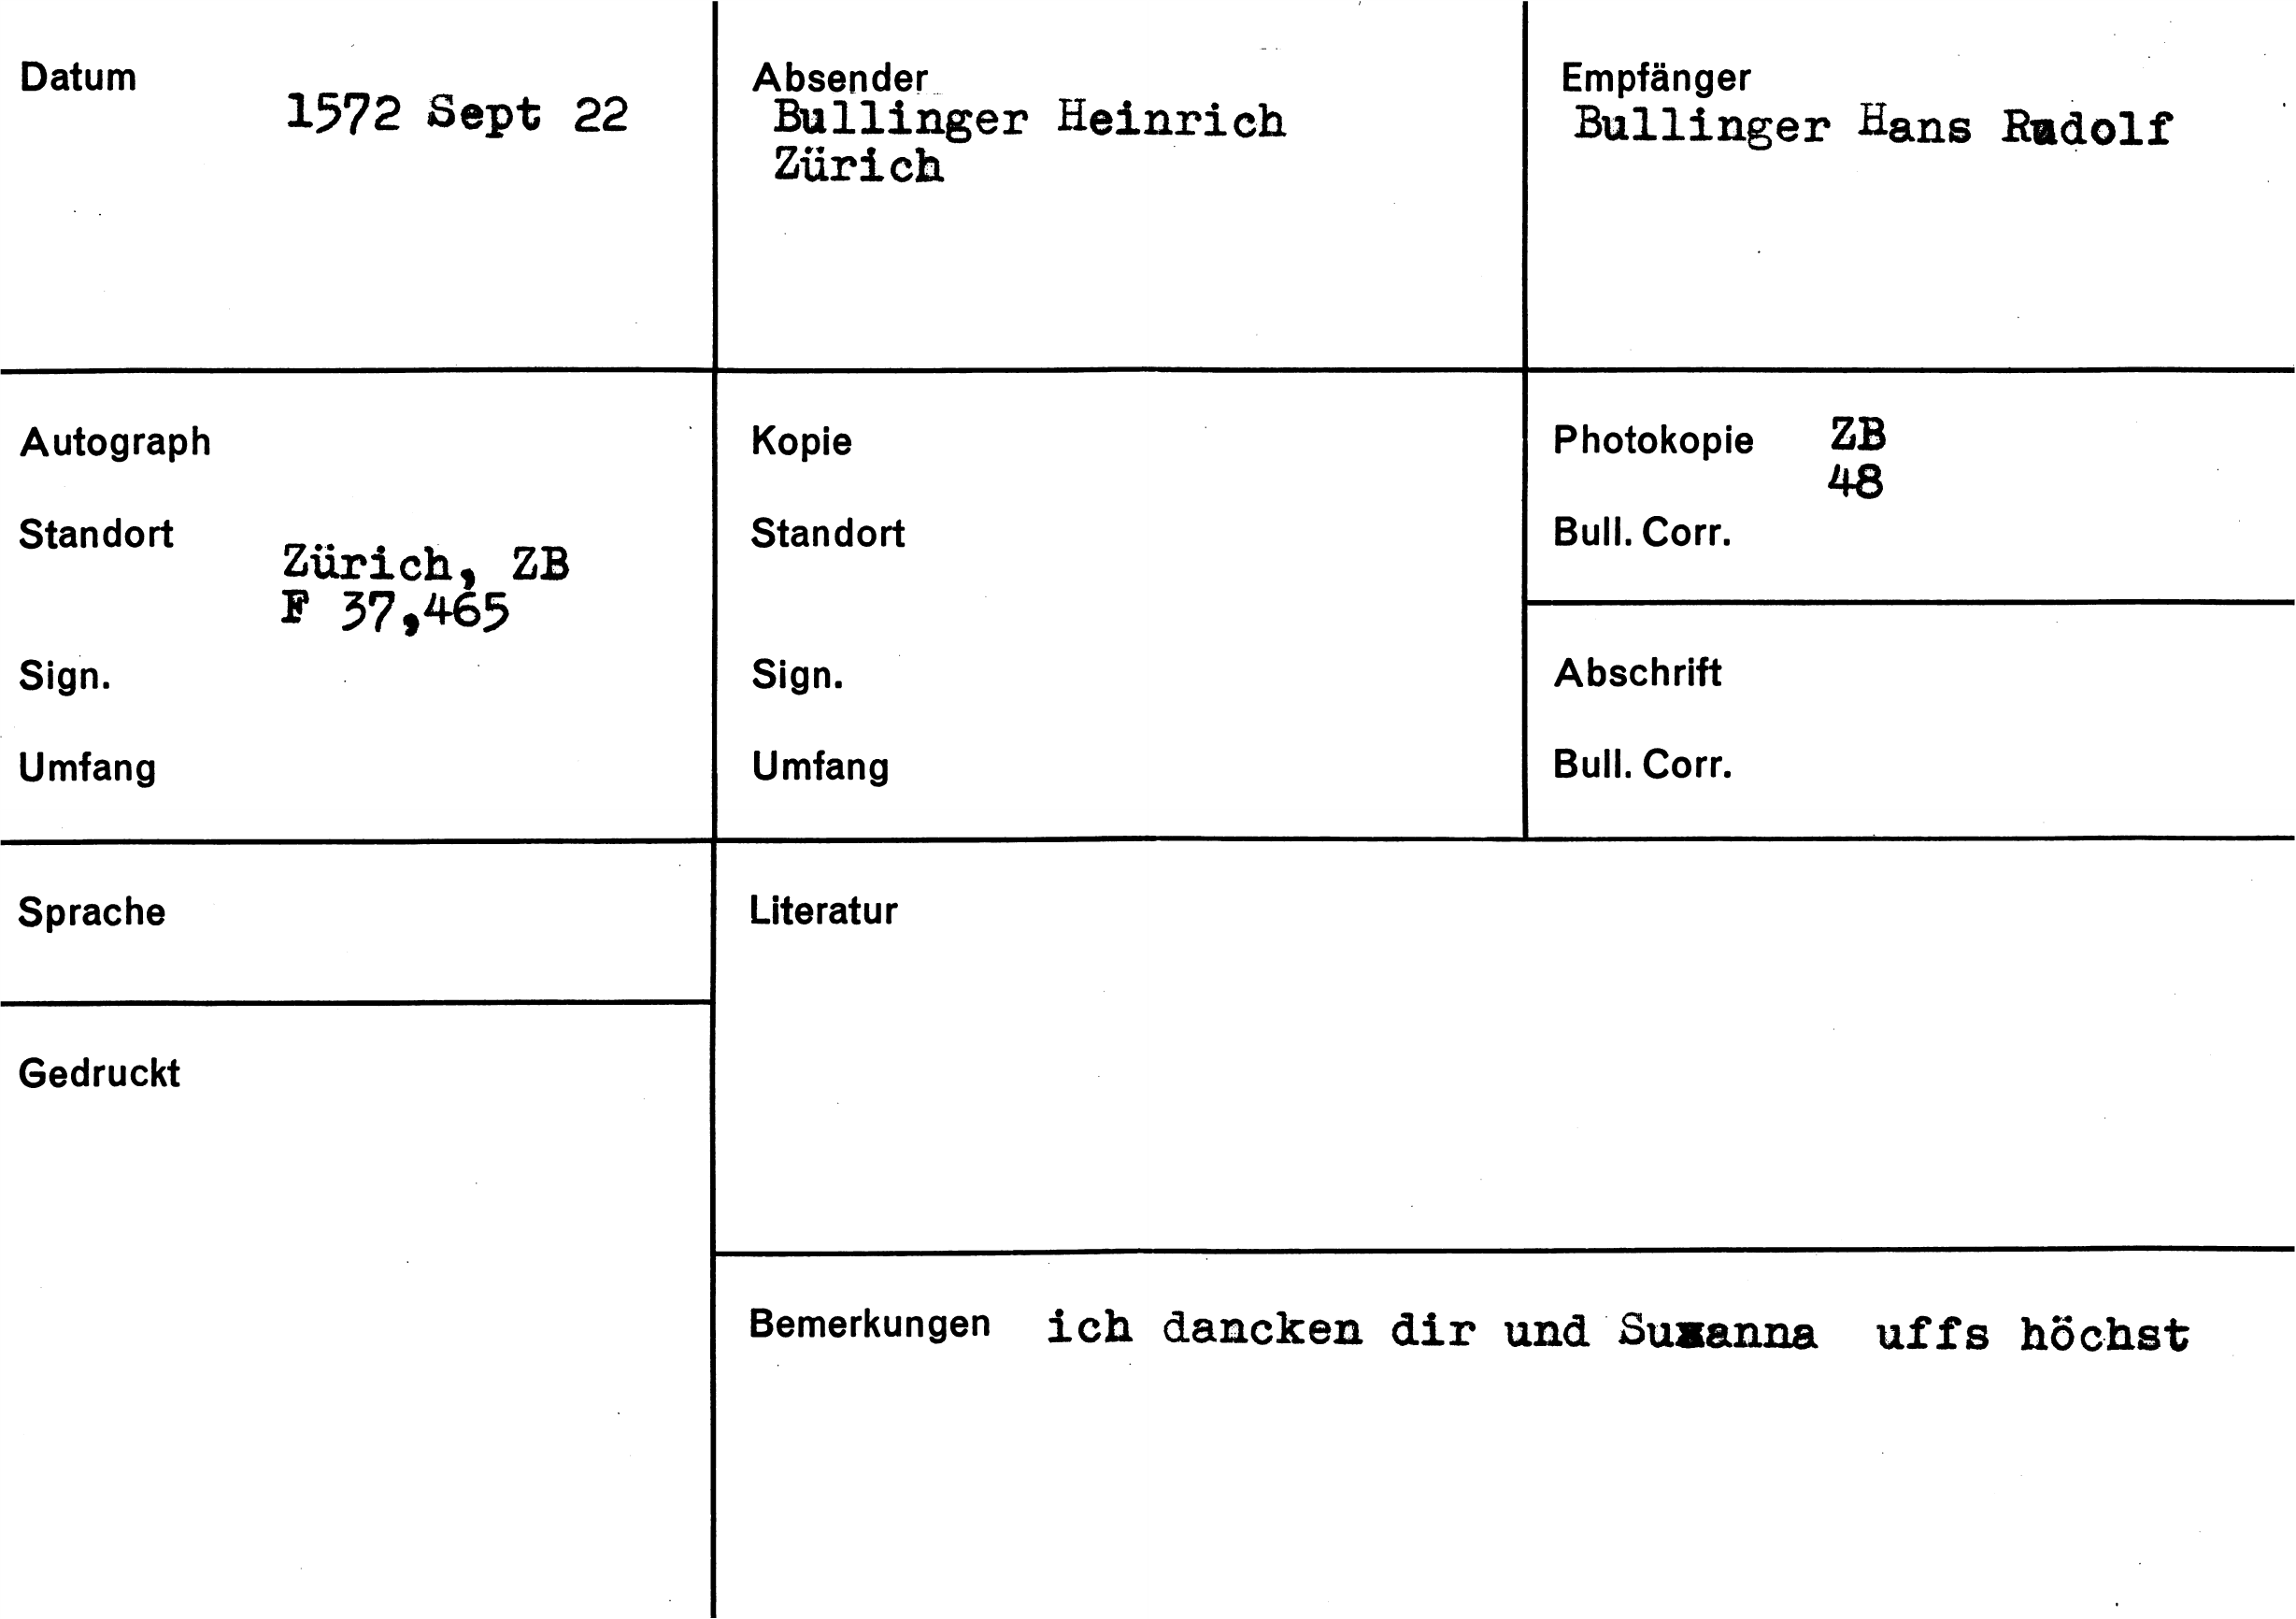 Datum
1572 Sept 22
Absender
Bullinger Heinrich
Zürich
Empfänger
Bullinger Hans Rudolf
Autograph
Standort
Zürich, ZB
F 37,465
Sign.
Umfang
Kopie
Standort
Sign.
Umfang
Photokopie ZB
48
Bull. Corr.
Abschrift
Bull. Corr.
Sprache
Gedruckt
Literatur
Bemerkungen ich dancken dir und Susanna uffs höchst